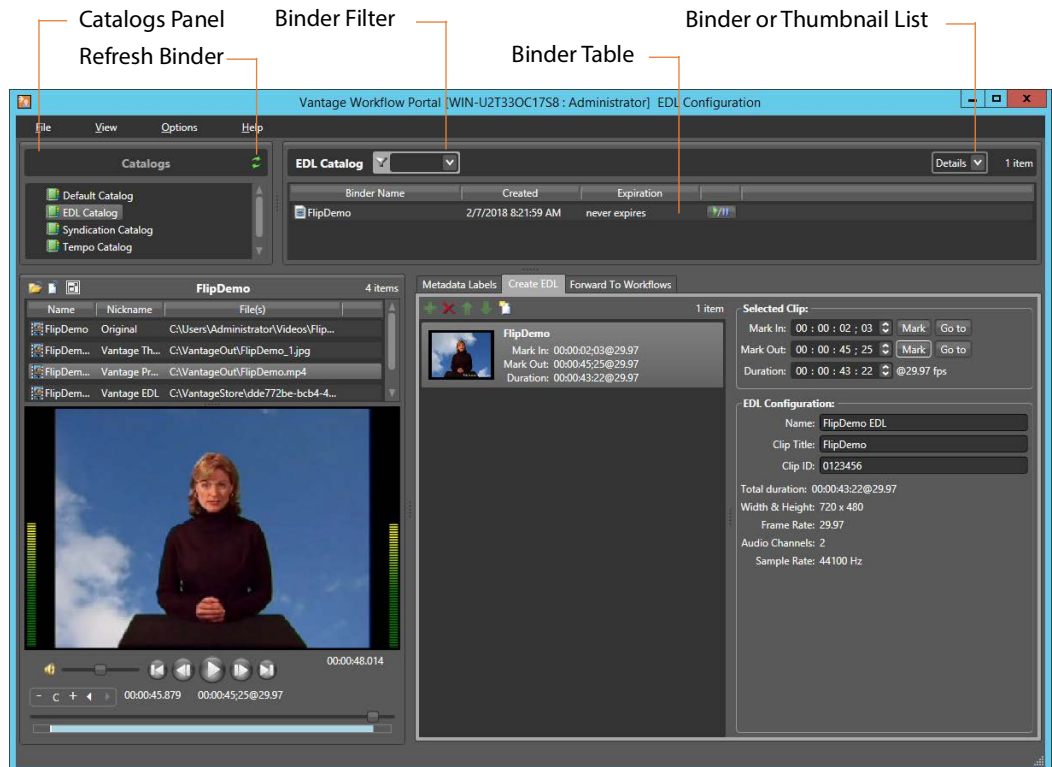 Catalogs Panel
Binder Filter
Binder or Thumbnail List
Refresh Binder
Binder Table
Vantage Workflow Portal [WIN-U2T33OC17S8 : Administrator] EDL Configuration
File View Options Help
Catalogs
Default Catalog
EDL Catalog
Syndication Catalog
Tempo Catalog
EDL Catalog
Details
1 item
Binder Name Created Expiration
FlipDemo 2/7/2018 8:21:59 AM never expires
FlipDemo
4 items
Name Nickname File(s)
FlipDemo Original C:\Users\Administrator\Videos\Flip...
FlipDem... Vantage Th... C:\VantageOut\FlipDemo_1.jpg
FlipDem... Vantage Pr... C:\VantageOut\FlipDemo.mp4
FlipDem... Vantage EDL C:\VantageStore\dde772be-bcb4-4...
00:00:48.014
- C +
00:00:45.879 00:00:45;25@29.97
Metadata Labels Create EDL Forward To Workflows
1 item
FlipDemo
Mark In: 00:00:02;03@29.97
Mark Out: 00:00:45;25@29.97
Duration: 00:00:43:22@29.97
Selected Clip:
Mark In: 00 : 00 : 02 ; 03 Mark Go to
Mark Out: 00 : 00 : 45 ; 25 Mark Go to
Duration: 00 : 00 : 43 : 22 @29.97 fps
EDL Configuration:
Name: FlipDemo EDL
Clip Title: FlipDemo
Clip ID: 0123456
Total duration: 00:00:43:22@29.97
Width & Height: 720 x 480
Frame Rate: 29.97
Audio Channels: 2
Sample Rate: 44100 Hz